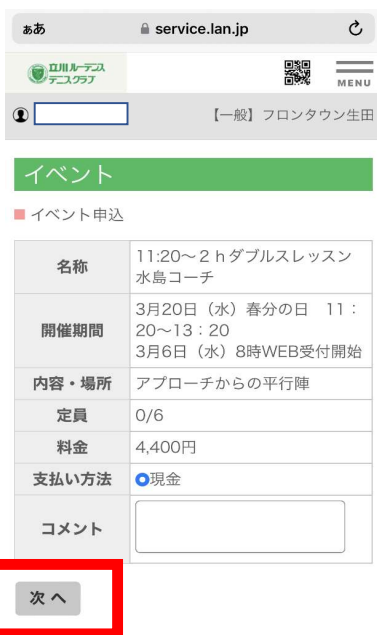 ぁあ service.lan.jp
立川ルーデンス
テニスクラブ
MENU
【一般】フロンタウン生田
イベント
イベント申込
名称
11:20～2hダブルスレッスン
水島コーチ
開催期間
3月20日（水）春分の日　11：
20～13：20
3月6日（水）8時WEB受付開始
内容・場所
アプローチからの平行陣
定員
0/6
料金
4,400円
支払い方法
現金
コメント
次へ